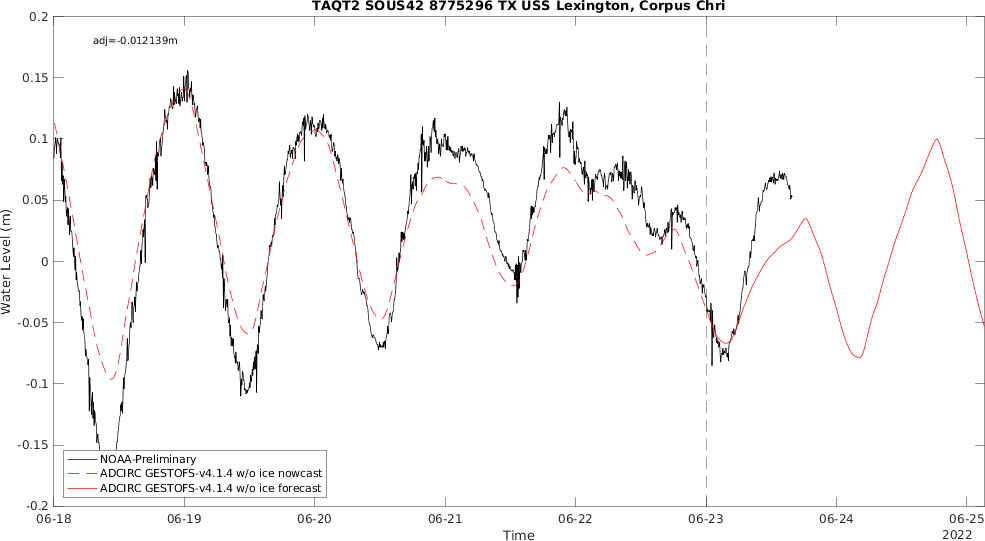 TAQT2 SOUS42 8775296 TX USS Lexington, Corpus Chri
adj=-0.012139m
0.2
0.15
0.1
0.05
0
-0.05
-0.1
-0.15
-0.2
Water Level (m)
NOAA-Preliminary
ADCIRC GESTOFS-v4.1.4 w/o ice nowcast
ADCIRC GESTOFS-v4.1.4 w/o ice forecast
06-18 06-19 06-20 06-21 06-22 06-23 06-24 06-25
Time
2022